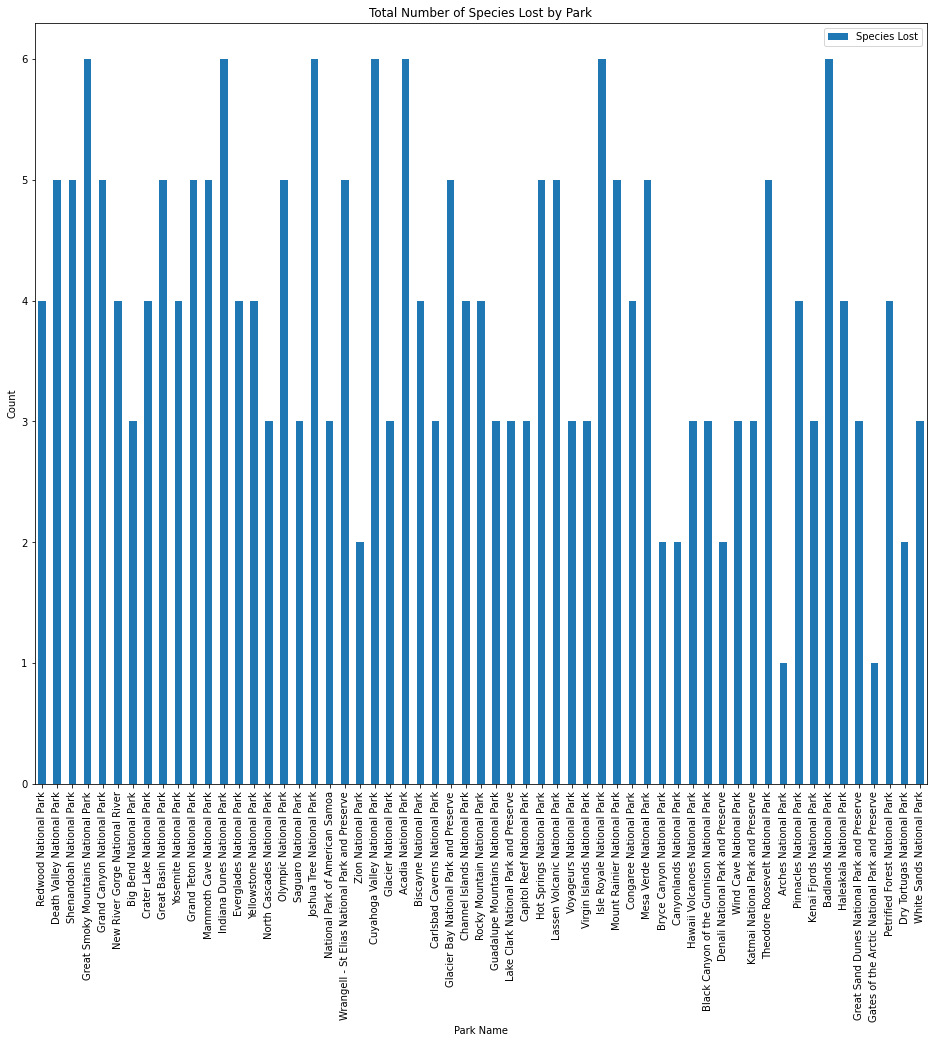 Total Number of Species Lost by Park
Species Lost
Count
6
5
4
3
2
1
0
Redwood National Park
Death Valley National Park
Shenandoah National Park
Great Smoky Mountains National Park
Grand Canyon National Park
New River Gorge National River
Big Bend National Park
Crater Lake National Park
Great Basin National Park
Yosemite National Park
Grand Teton National Park
Mammoth Cave National Park
Indiana Dunes National Park
Everglades National Park
Yellowstone National Park
North Cascades National Park
Olympic National Park
Saguaro National Park
Joshua Tree National Park
National Park of American Samoa
Wrangell - St Elias National Park and Preserve
Zion National Park
Cuyahoga Valley National Park
Glacier National Park
Acadia National Park
Biscayne National Park
Carlsbad Caverns National Park
Glacier Bay National Park and Preserve
Channel Islands National Park
Rocky Mountain National Park
Guadalupe Mountains National Park
Lake Clark National Park and Preserve
Capitol Reef National Park
Hot Springs National Park
Lassen Volcanic National Park
Voyageurs National Park
Virgin Islands National Park
Isle Royale National Park
Mount Rainier National Park
Congaree National Park
Mesa Verde National Park
Bryce Canyon National Park
Canyonlands National Park
Hawaii Volcanoes National Park
Black Canyon of the Gunnison National Park
Denali National Park and Preserve
Wind Cave National Park
Katmai National Park and Preserve
Theodore Roosevelt National Park
Arches National Park
Pinnacles National Park
Kenai Fjords National Park
Badlands National Park
Haleakala National Park
Great Sand Dunes National Park and Preserve
Gates of the Arctic National Park and Preserve
Petrified Forest National Park
Dry Tortugas National Park
White Sands National Park
Park Name